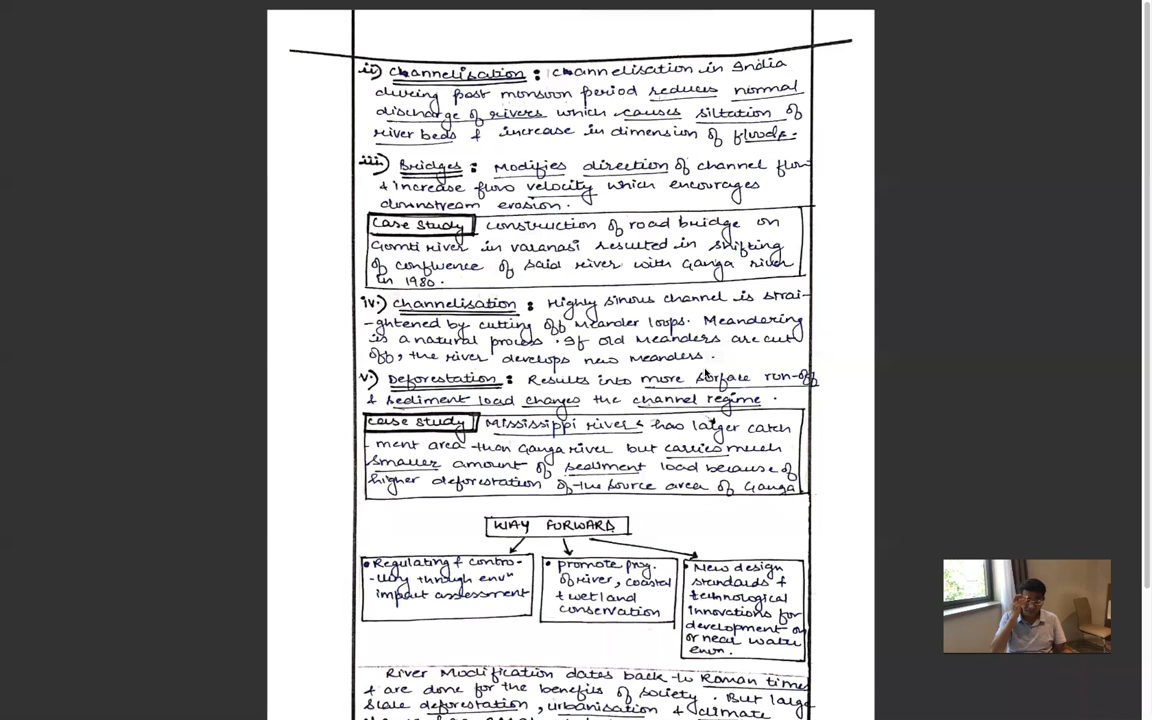 ii) Channelisation : Channelisation in India
during post monsoon period reduces normal
discharge of rivers which causes siltation of
river beds & increase in dimension of floods.
iii) Bridges : Modifies direction of channel flow
& increase flow velocity which encourages
downstream erosion.
Case Study construction of road bridge on
Gomti River in varanasi resulted in shifting
of confluence of said river with Ganga river
in 1980.
iv.) Channelisation : Highly sinous channel is strai-
-ghtened by cutting off Meander loops. Meandering
is a natural process. If old Meanders are cut
off, the river develops new Meanders.
v.) Deforestation : Results into more surface run-off
& sediment load changes the channel regime.
Case Study Mississippi river has larger catch
-ment area than Ganga river but carries much
smaller amount of sediment load because of
higher deforestation of the source area of Ganga
WAY FORWARD
• Regulating & contro-
-lling through envn
impact assessment
• promote prog.
of river, coastal
& wetland
conservation
• New design
standards &
technological
innovations for
development on
or near water
envn.
River Modification dates back to Roman times
& are done for the benefits of society. But large
scale deforestation, urbanisation & climate